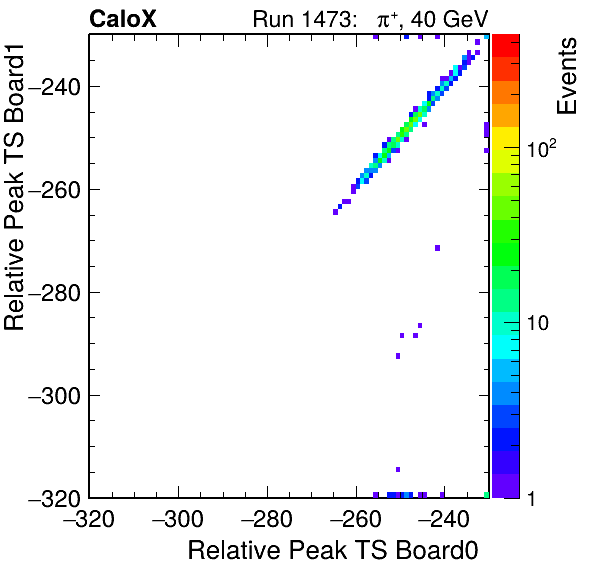 CaloX Run 1473: π⁺, 40 GeV
Relative Peak TS Board1
−240
−260
−280
−300
−320
−320 −300 −280 −260 −240
Relative Peak TS Board0
Events
10²
10
1